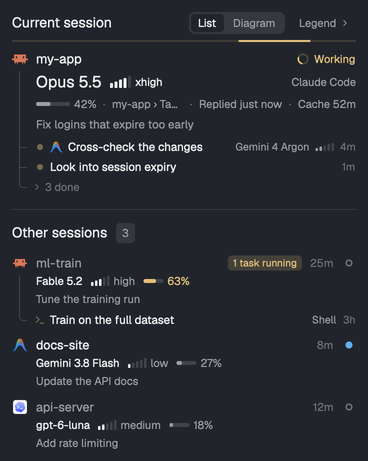 Current session List Diagram Legend >
my-app Working
Opus 5.5 xhigh Claude Code
42% · my-app › Ta... · Replied just now · Cache 52m
Fix logins that expire too early
Cross-check the changes Gemini 4 Argon 4m
Look into session expiry 1m
> 3 done
Other sessions 3
ml-train 1 task running 25m
Fable 5.2 high 63%
Tune the training run
>_ Train on the full dataset Shell 3h
docs-site 8m
Gemini 3.8 Flash low 27%
Update the API docs
api-server 12m
gpt-6-luna medium 18%
Add rate limiting